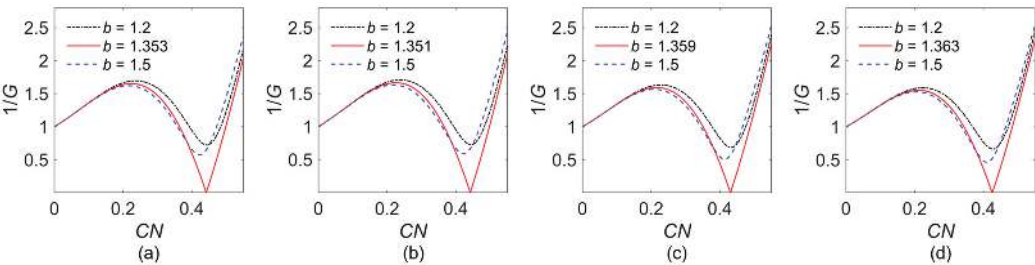 2.5
2
1.5
1
0.5
1/G
b = 1.2
b = 1.353
b = 1.5
0 0.2 0.4
CN
(a)
2.5
2
1.5
1
0.5
1/G
b = 1.2
b = 1.351
b = 1.5
0 0.2 0.4
CN
(b)
2.5
2
1.5
1
0.5
1/G
b = 1.2
b = 1.359
b = 1.5
0 0.2 0.4
CN
(c)
2.5
2
1.5
1
0.5
1/G
b = 1.2
b = 1.363
b = 1.5
0 0.2 0.4
CN
(d)